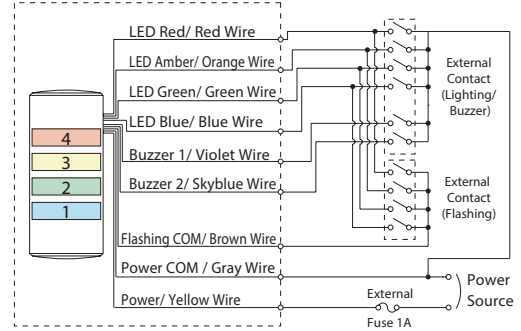 LED Red/ Red Wire
LED Amber/ Orange Wire
LED Green/ Green Wire
LED Blue/ Blue Wire
Buzzer 1/ Violet Wire
Buzzer 2/ Skyblue Wire
Flashing COM/ Brown Wire
Power COM / Gray Wire
Power/ Yellow Wire
4
3
2
1
External
Contact
(Lighting/
Buzzer)
External
Contact
(Flashing)
Power
Source
External
Fuse 1A